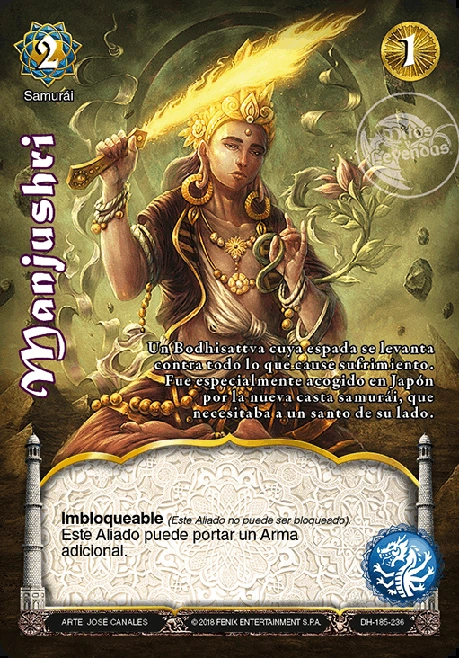 2
1
Samurái
Mitos y Leyendas
Manjushri
Un Bodhisattva cuya espada se levanta
contra todo lo que cause sufrimiento.
Fue especialmente acogido en Japón
por la nueva casta samurái, que
necesitaba a un santo de su lado.
Imbloqueable (Este Aliado no puede ser bloqueado).
Este Aliado puede portar un Arma
adicional.
ARTE JOSÉ CANALES
©2018 FENIX ENTERTAINMENT S.P.A.
DH-185-236